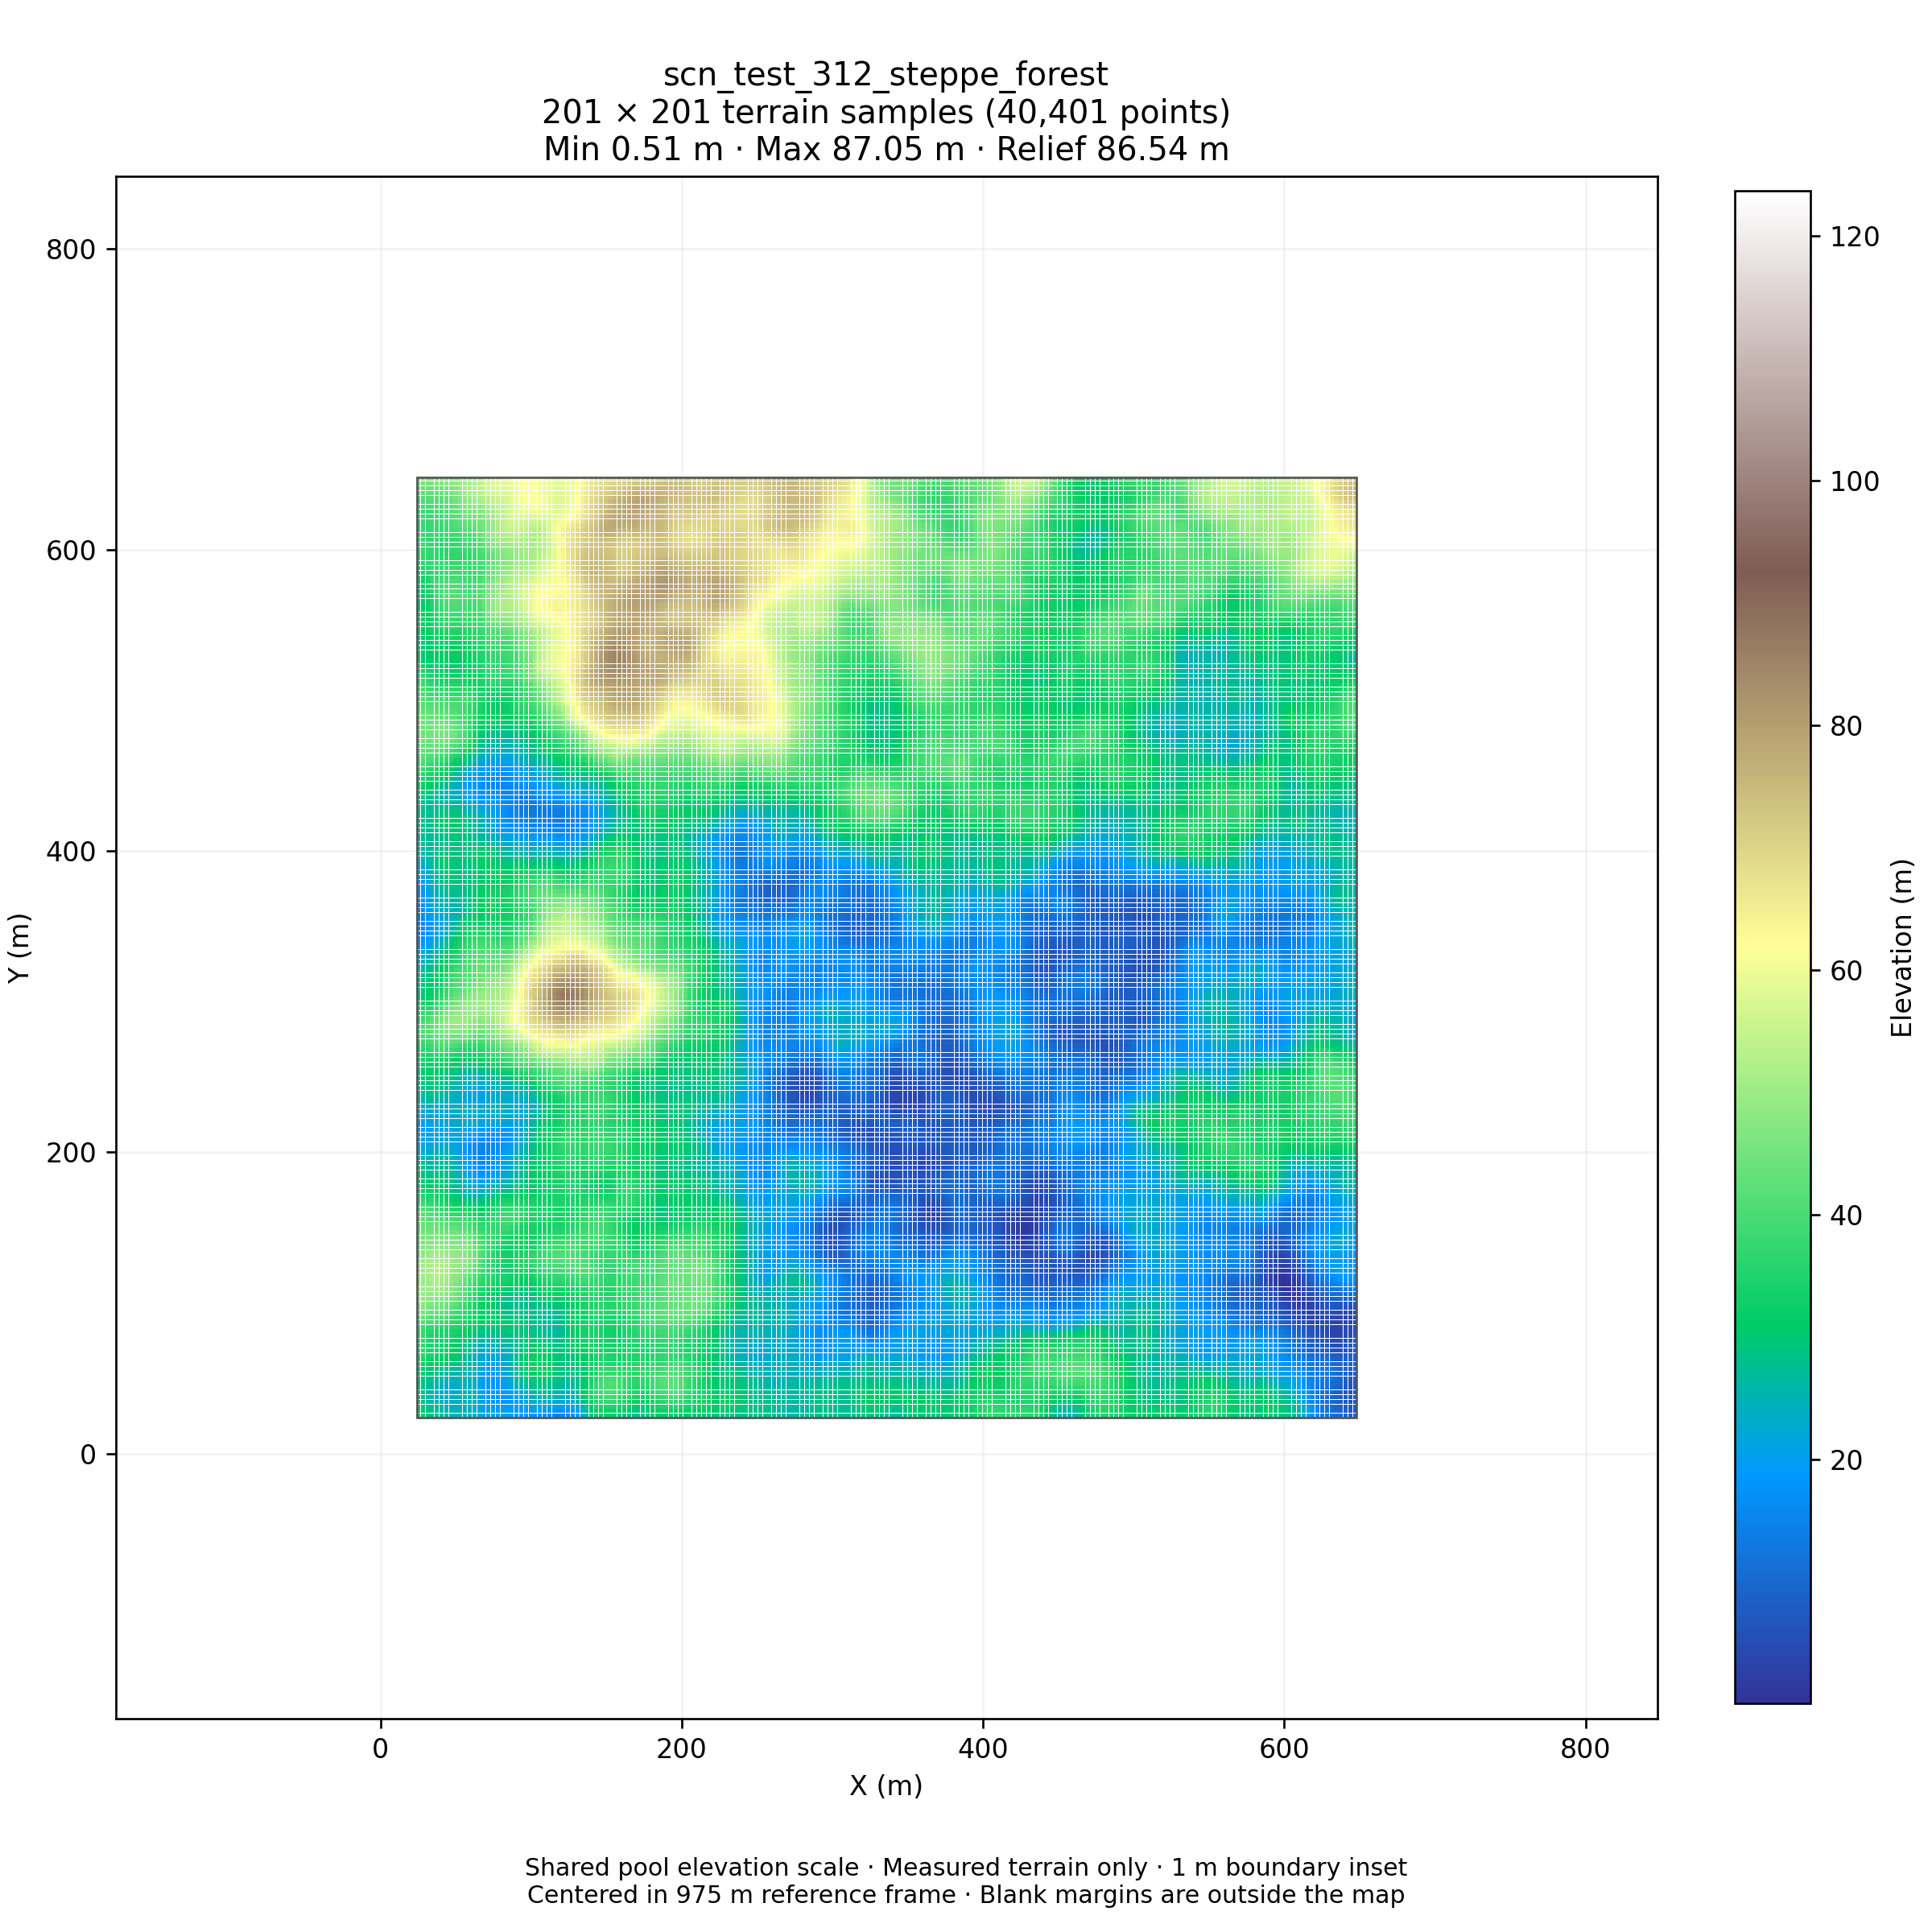 scn_test_312_steppe_forest
201 × 201 terrain samples (40,401 points)
Min 0.51 m · Max 87.05 m · Relief 86.54 m
800
600
400
200
0
Y (m)
0
200
400
600
800
X (m)
120
100
80
60
40
20
Elevation (m)
Shared pool elevation scale · Measured terrain only · 1 m boundary inset
Centered in 975 m reference frame · Blank margins are outside the map